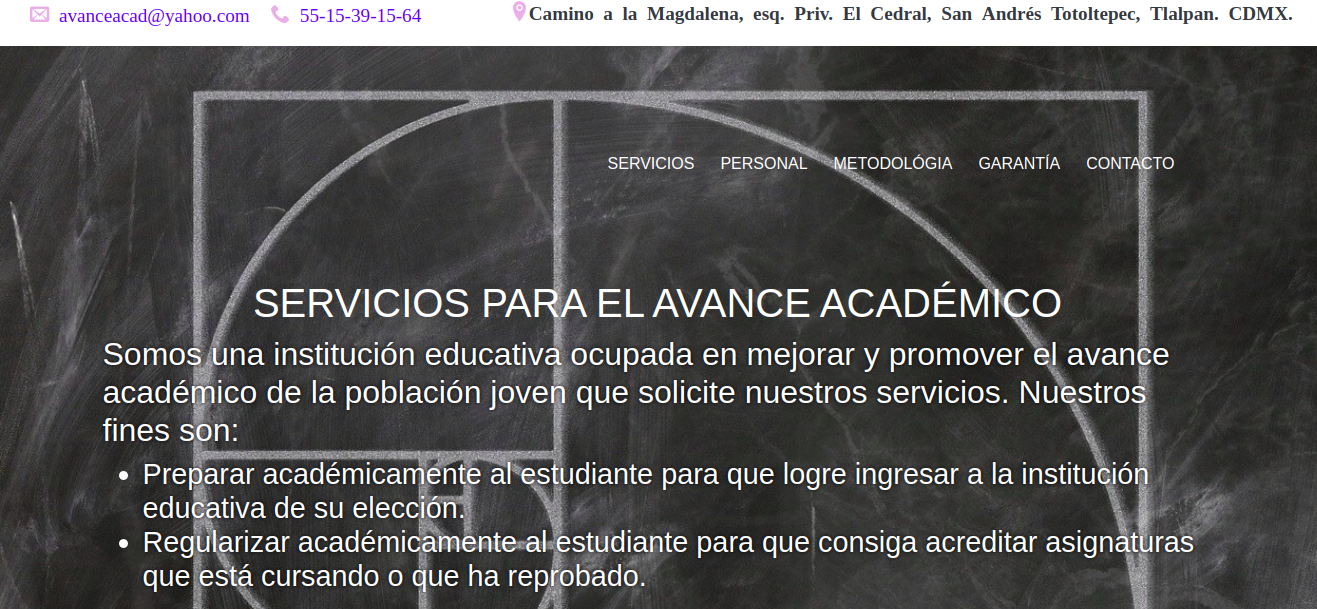 avanceacad@yahoo.com 55-15-39-15-64 Camino a la Magdalena, esq. Priv. El Cedral, San Andrés Totoltepec, Tlalpan. CDMX.
SERVICIOS PERSONAL METODOLÓGIA GARANTÍA CONTACTO
SERVICIOS PARA EL AVANCE ACADÉMICO
Somos una institución educativa ocupada en mejorar y promover el avance
académico de la población joven que solicite nuestros servicios. Nuestros
fines son:
• Preparar académicamente al estudiante para que logre ingresar a la institución
educativa de su elección.
• Regularizar académicamente al estudiante para que consiga acreditar asignaturas
que está cursando o que ha reprobado.